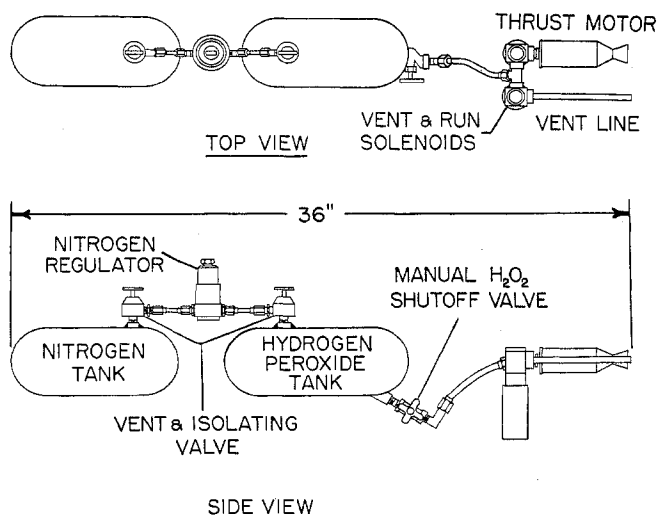 THRUST MOTOR
VENT & RUN
SOLENOIDS
VENT LINE
TOP VIEW
36"
NITROGEN
REGULATOR
MANUAL H₂O₂
SHUTOFF VALVE
NITROGEN
TANK
HYDROGEN
PEROXIDE
TANK
VENT & ISOLATING
VALVE
SIDE VIEW